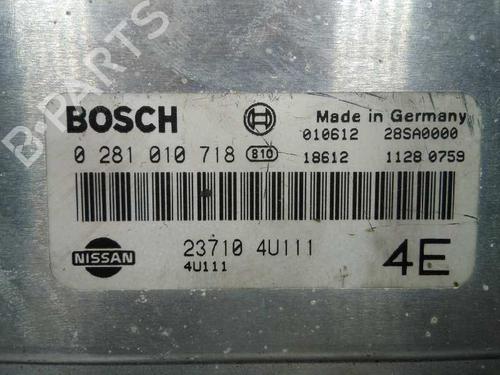 B-PARTS
BOSCH
Made in Germany
010612 28SA0000
0 281 010 718 810
18612 1128 0759
NISSAN
23710 4U111
4U111
4E